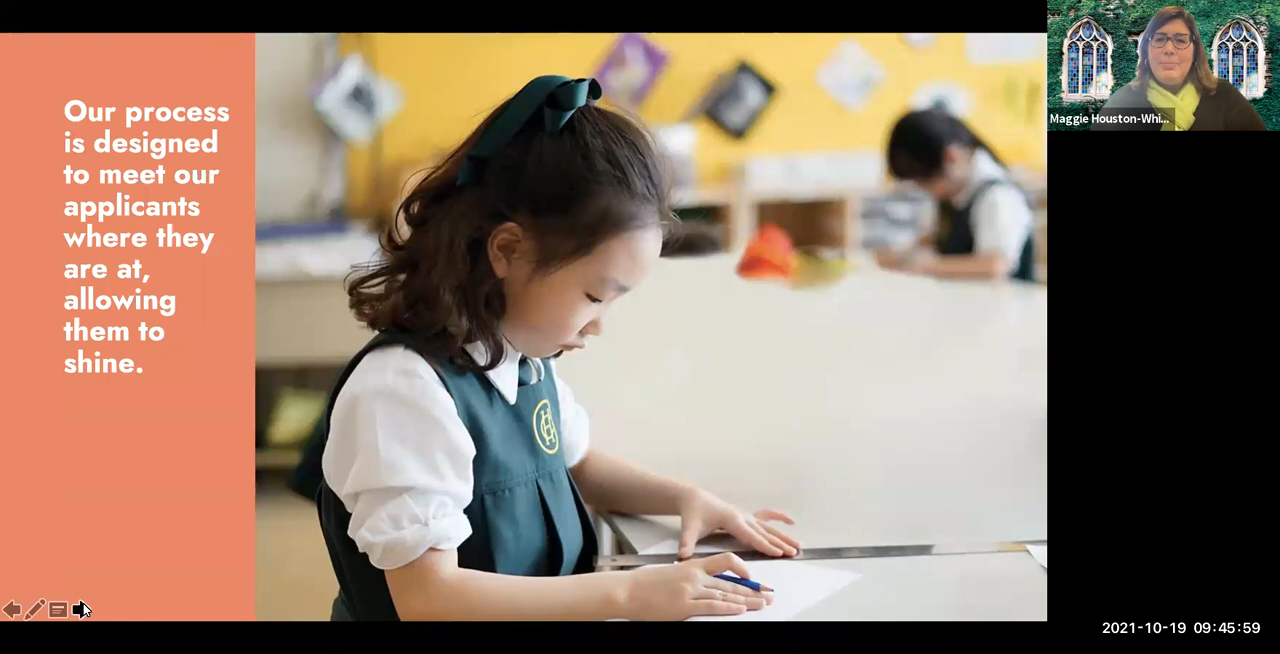 Our process
is designed
to meet our
applicants
where they
are at,
allowing
them to
shine.
Maggie Houston-Whi...
2021-10-19 09:45:59